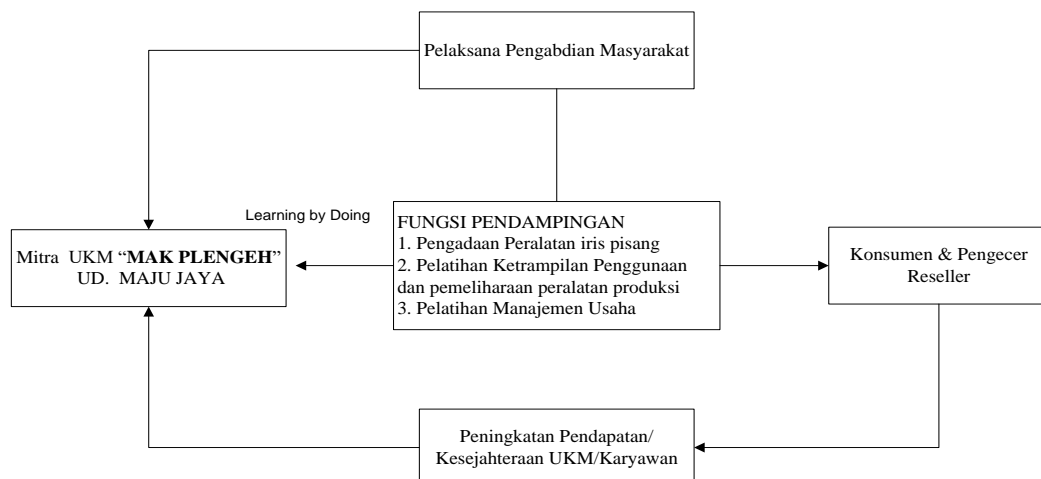 Pelaksana Pengabdian Masyarakat
Learning by Doing
Mitra UKM “MAK PLENGEH”
UD. MAJU JAYA
FUNGSI PENDAMPINGAN
1. Pengadaan Peralatan iris pisang
2. Pelatihan Ketrampilan Penggunaan
dan pemeliharaan peralatan produksi
3. Pelatihan Manajemen Usaha
Konsumen & Pengecer
Reseller
Peningkatan Pendapatan/
Kesejahteraan UKM/Karyawan